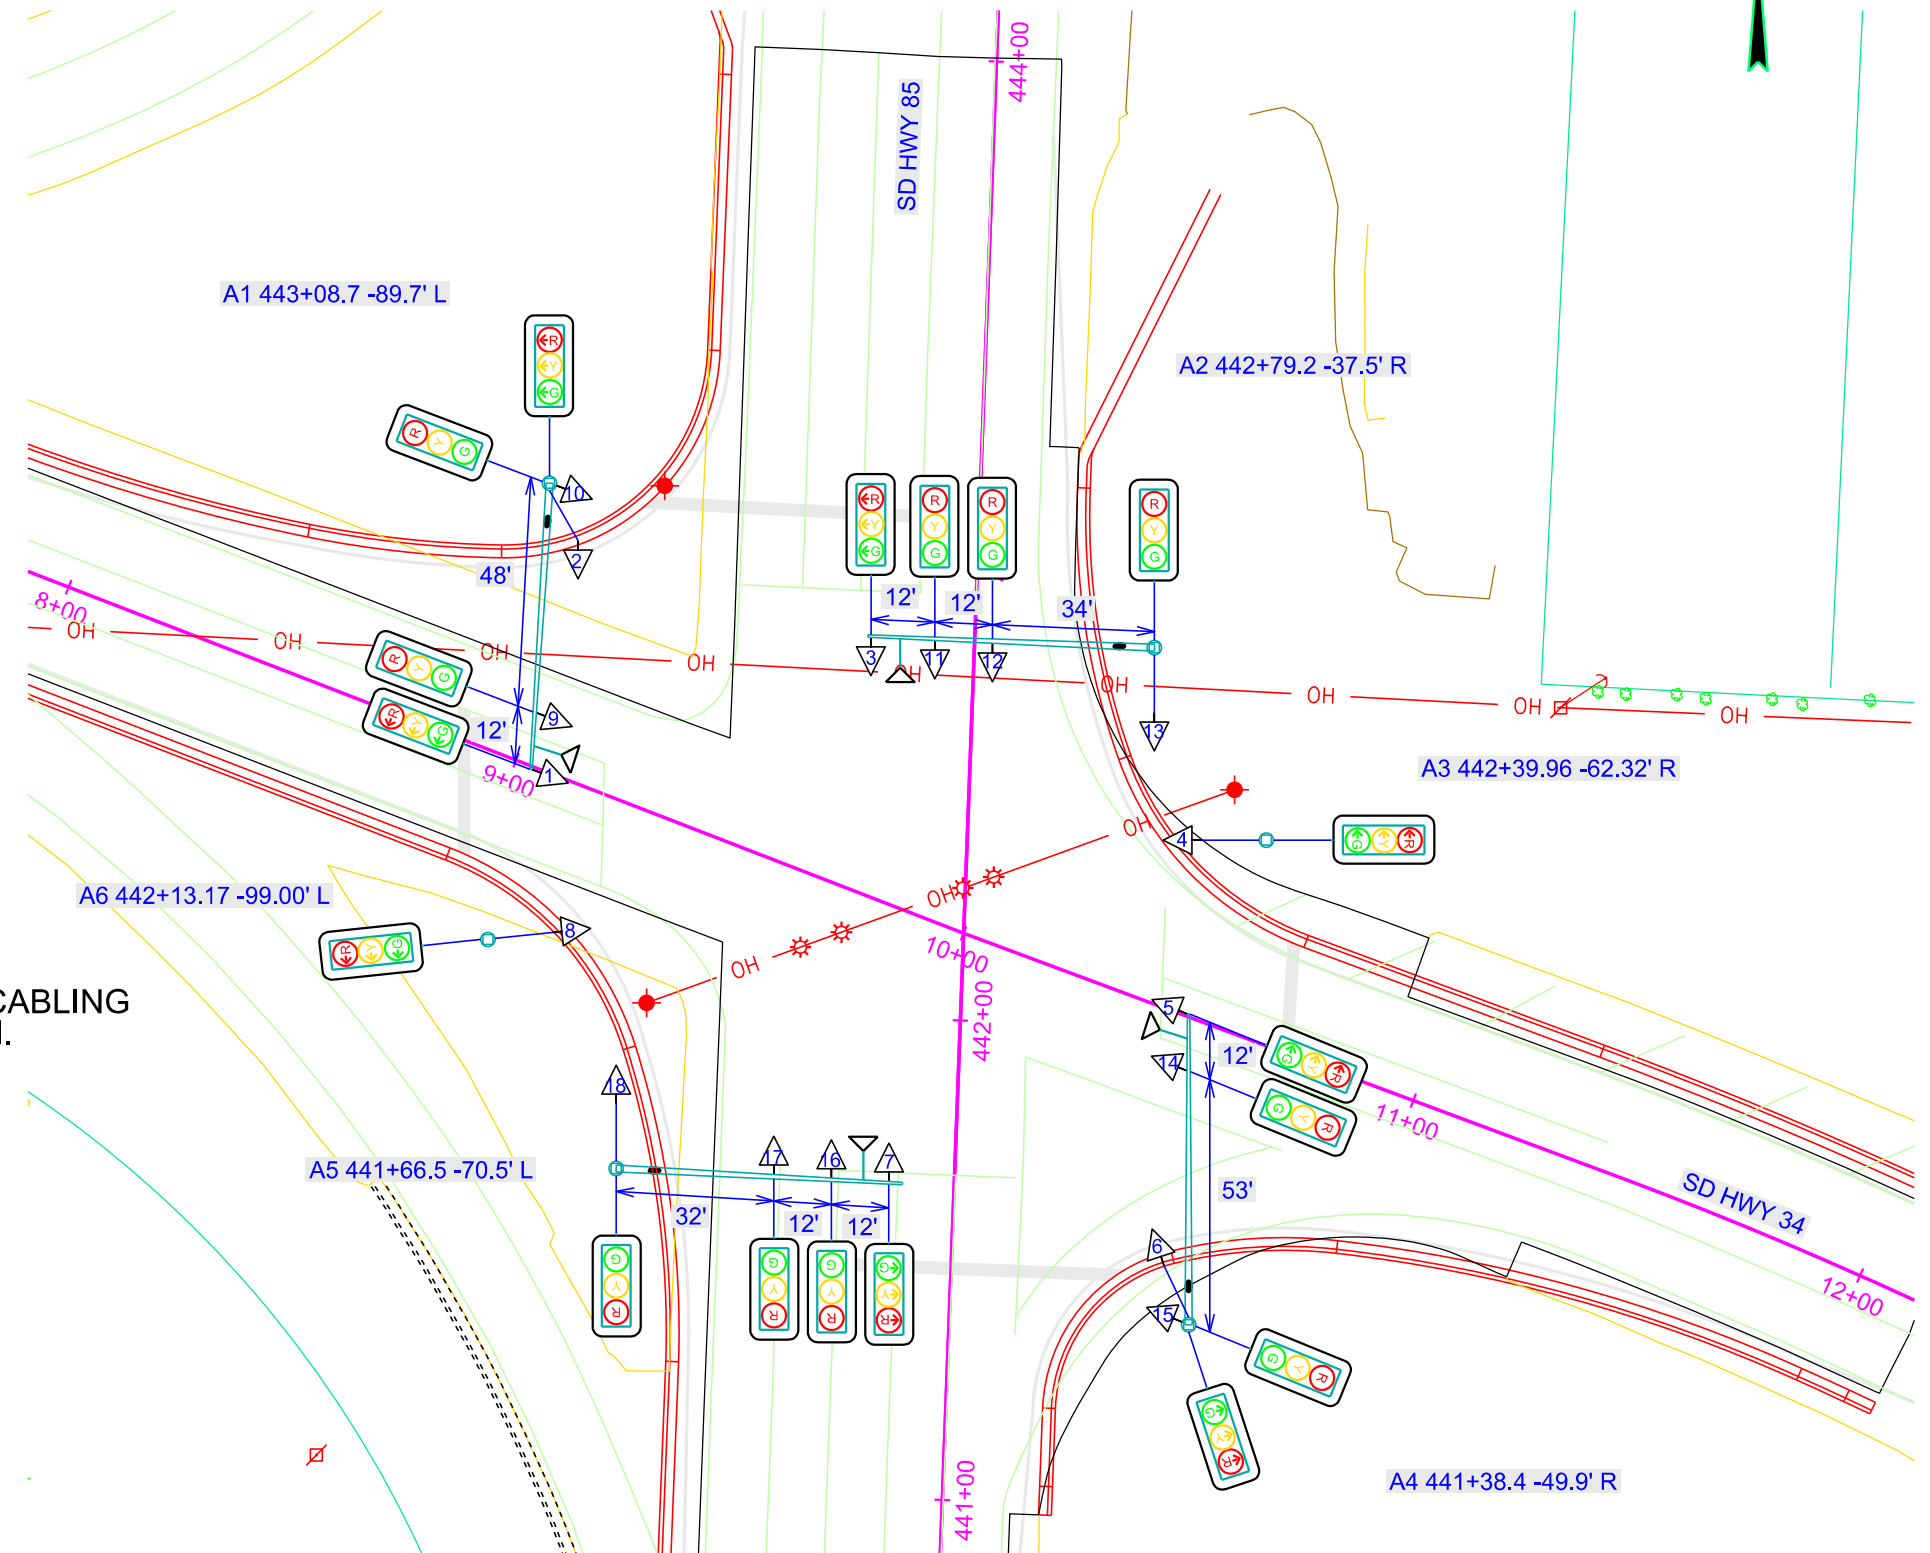 444+00
SD HWY 85
A1 443+08.7 -89.7' L
←R
←Y
←G
A2 442+79.2 -37.5' R
R Y G
10
2
48'
←R
←Y
←G
R
Y
G
R
Y
G
R
Y
G
12'
12'
34'
8+00
OH
OH
OH
OH
OH
OH
OH
OH
OH
3
11
12
13
R Y G
9
←R ←Y ←G
12'
1
9+00
A3 442+39.96 -62.32' R
OH
4
←G ←Y ←R
A6 442+13.17 -99.00' L
←R ←Y ←G
8
OH
OH
10+00
442+00
CABLING
5
12'
14
←G ←Y ←R
G Y R
11+00
18
17
16
7
A5 441+66.5 -70.5' L
32'
12'
12'
53'
SD HWY 34
G
Y
R
G
Y
R
G
Y
R
←G
←Y
←R
6
15
12+00
G Y R
←G
←Y
←R
441+00
A4 441+38.4 -49.9' R